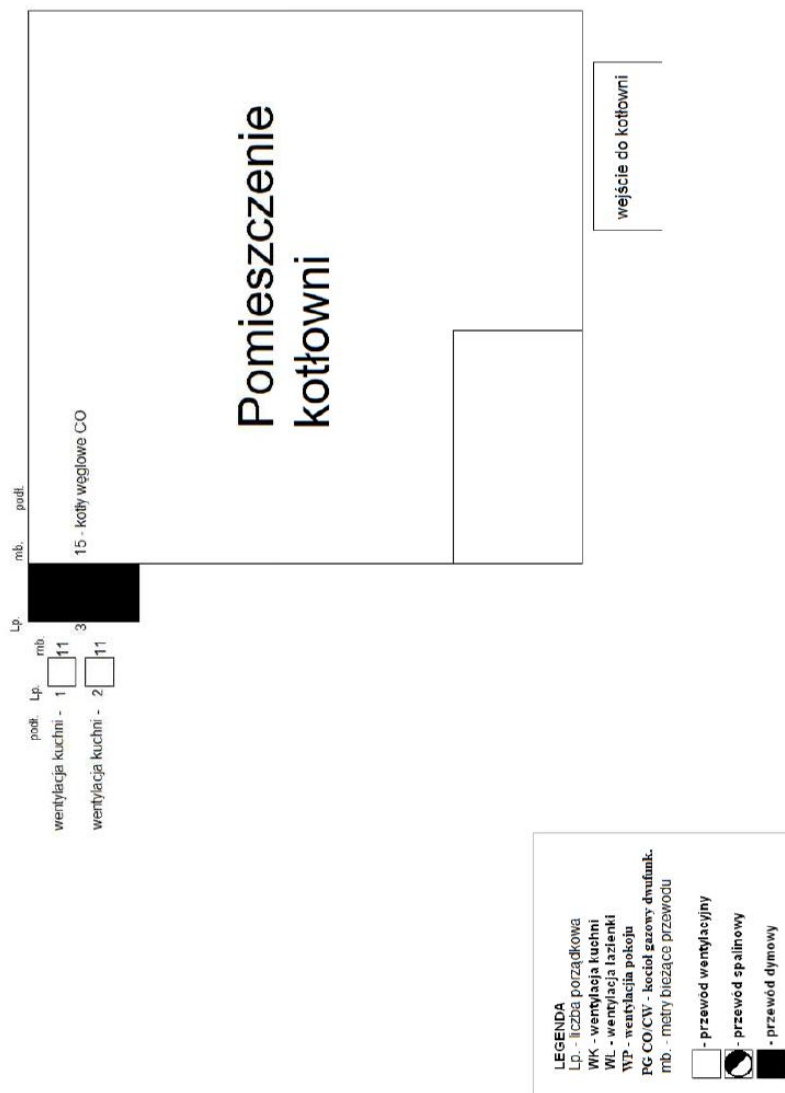 Lp. mb. podł.
3 15 - kotły węglowe CO
podł. Lp. mb.
wentylacja kuchni - 1 11
wentylacja kuchni - 2 11
Pomieszczenie
kotłowni
wejście do kotłowni
LEGENDA
Lp. - liczba porządkowa
WK - wentylacja kuchni
WŁ - wentylacja łazienki
WP - wentylacjia pokoju
PG CO/CW - kocioł gazowy dwufunk.
mb. - metry bieżące przewodu
- przewód wentylacyjny
- przewód spalinowy
- przewód dymowy